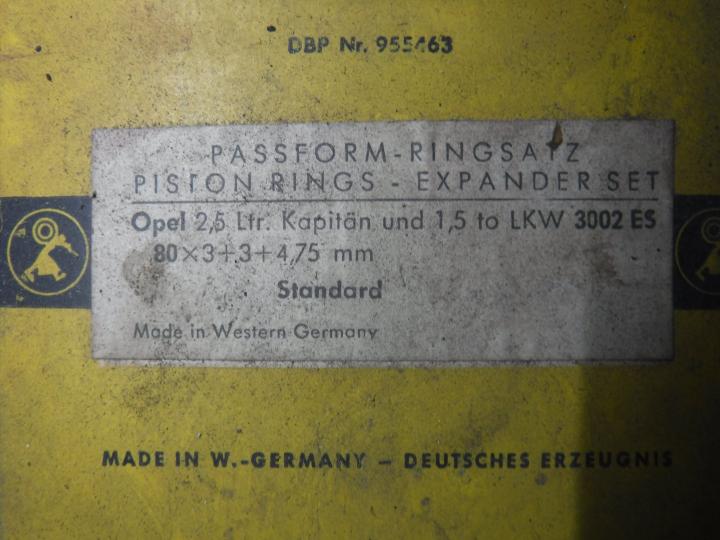 DBP Nr. 955463
PASSFORM-RINGSATZ
PISTON RINGS - EXPANDER SET
Opel 2,5 Ltr. Kapitän und 1,5 to LKW 3002 ES
80×3+3+4,75 mm
Standard
Made in Western Germany
MADE IN W.-GERMANY – DEUTSCHES ERZEUGNIS